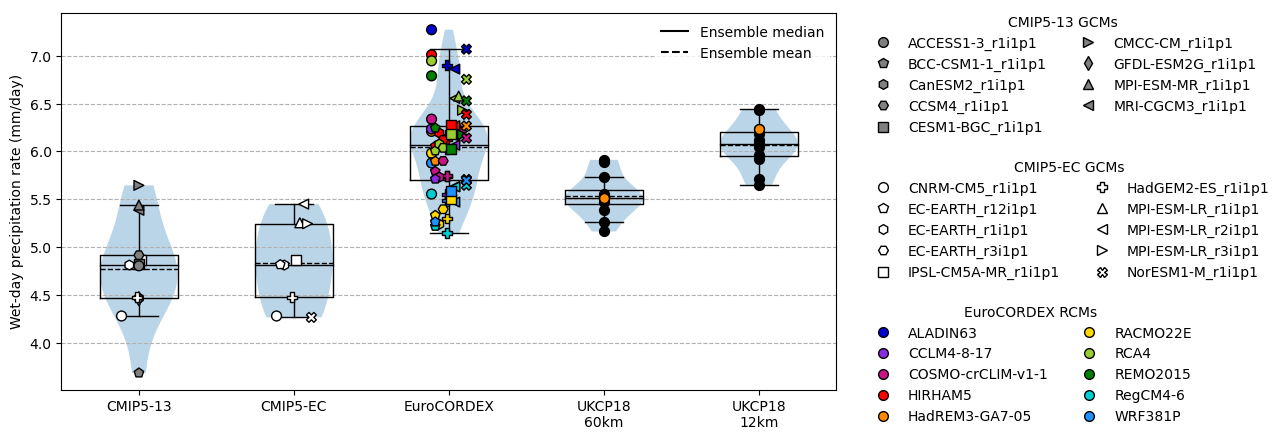 Wet-day precipitation rate (mm/day)
7.0
6.5
6.0
5.5
5.0
4.5
4.0
CMIP5-13
CMIP5-EC
EuroCORDEX
UKCP18
60km
UKCP18
12km
Ensemble median
Ensemble mean
CMIP5-13 GCMs
ACCESS1-3_r1i1p1
BCC-CSM1-1_r1i1p1
CanESM2_r1i1p1
CCSM4_r1i1p1
CESM1-BGC_r1i1p1
CMCC-CM_r1i1p1
GFDL-ESM2G_r1i1p1
MPI-ESM-MR_r1i1p1
MRI-CGCM3_r1i1p1
CMIP5-EC GCMs
CNRM-CM5_r1i1p1
EC-EARTH_r12i1p1
EC-EARTH_r1i1p1
EC-EARTH_r3i1p1
IPSL-CM5A-MR_r1i1p1
HadGEM2-ES_r1i1p1
MPI-ESM-LR_r1i1p1
MPI-ESM-LR_r2i1p1
MPI-ESM-LR_r3i1p1
NorESM1-M_r1i1p1
EuroCORDEX RCMs
ALADIN63
CCLM4-8-17
COSMO-crCLIM-v1-1
HIRHAM5
HadREM3-GA7-05
RACMO22E
RCA4
REMO2015
RegCM4-6
WRF381P